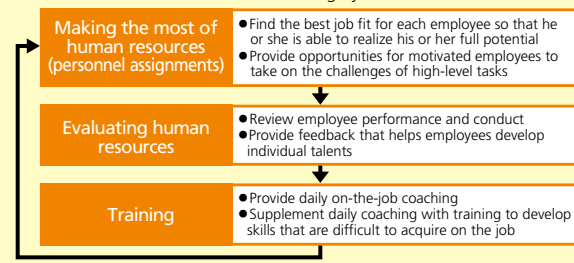 Making the most of
human resources
(personnel assignments)
●Find the best job fit for each employee so that he
or she is able to realize his or her full potential
●Provide opportunities for motivated employees to
take on the challenges of high-level tasks
Evaluating human
resources
●Review employee performance and conduct
●Provide feedback that helps employees develop
individual talents
Training
●Provide daily on-the-job coaching
●Supplement daily coaching with training to develop
skills that are difficult to acquire on the job